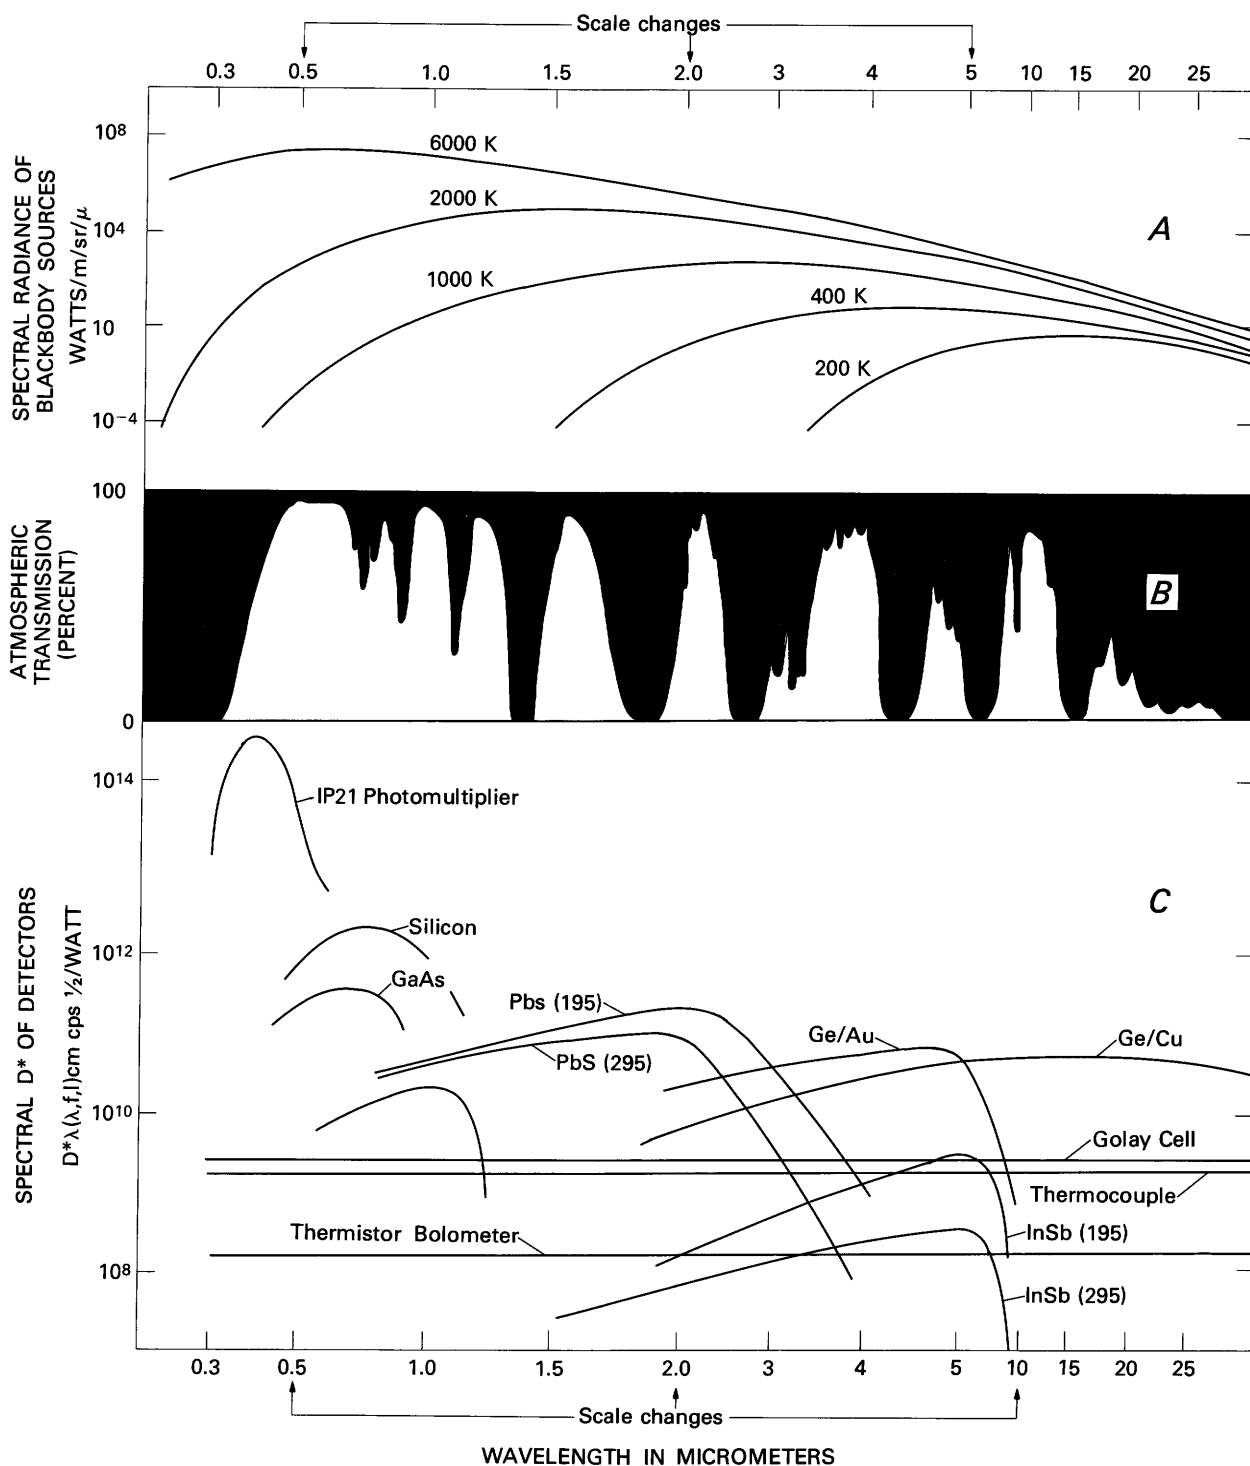 Scale changes
0.3 0.5 1.0 1.5 2.0 3 4 5 10 15 20 25
SPECTRAL RADIANCE OF
BLACKBODY SOURCES
WATTS/m/sr/μ
10⁸
10⁴
10
10⁻⁴
6000 K
2000 K
1000 K
400 K
200 K
A
ATMOSPHERIC
TRANSMISSION
(PERCENT)
100
0
B
SPECTRAL D* OF DETECTORS
D*λ(λ,f,l)cm cps ½/WATT
10¹⁴
10¹²
10¹⁰
10⁸
IP21 Photomultiplier
C
Silicon
GaAs
Pbs (195)
PbS (295)
Ge/Au
Ge/Cu
Golay Cell
Thermocouple
Thermistor Bolometer
InSb (195)
InSb (295)
0.3 0.5 1.0 1.5 2.0 3 4 5 10 15 20 25
Scale changes
WAVELENGTH IN MICROMETERS